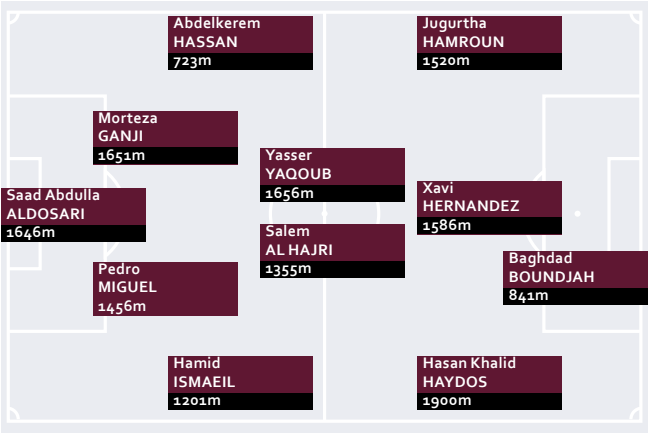 Abdelkerem
HASSAN
723m
Jugurtha
HAMROUN
1520m
Morteza
GANJI
1651m
Yasser
YAQOUB
1656m
Xavi
HERNANDEZ
1586m
Saad Abdulla
ALDOSARI
1646m
Salem
AL HAJRI
1355m
Baghdad
BOUNDJAH
841m
Pedro
MIGUEL
1456m
Hamid
ISMAEIL
1201m
Hasan Khalid
HAYDOS
1900m